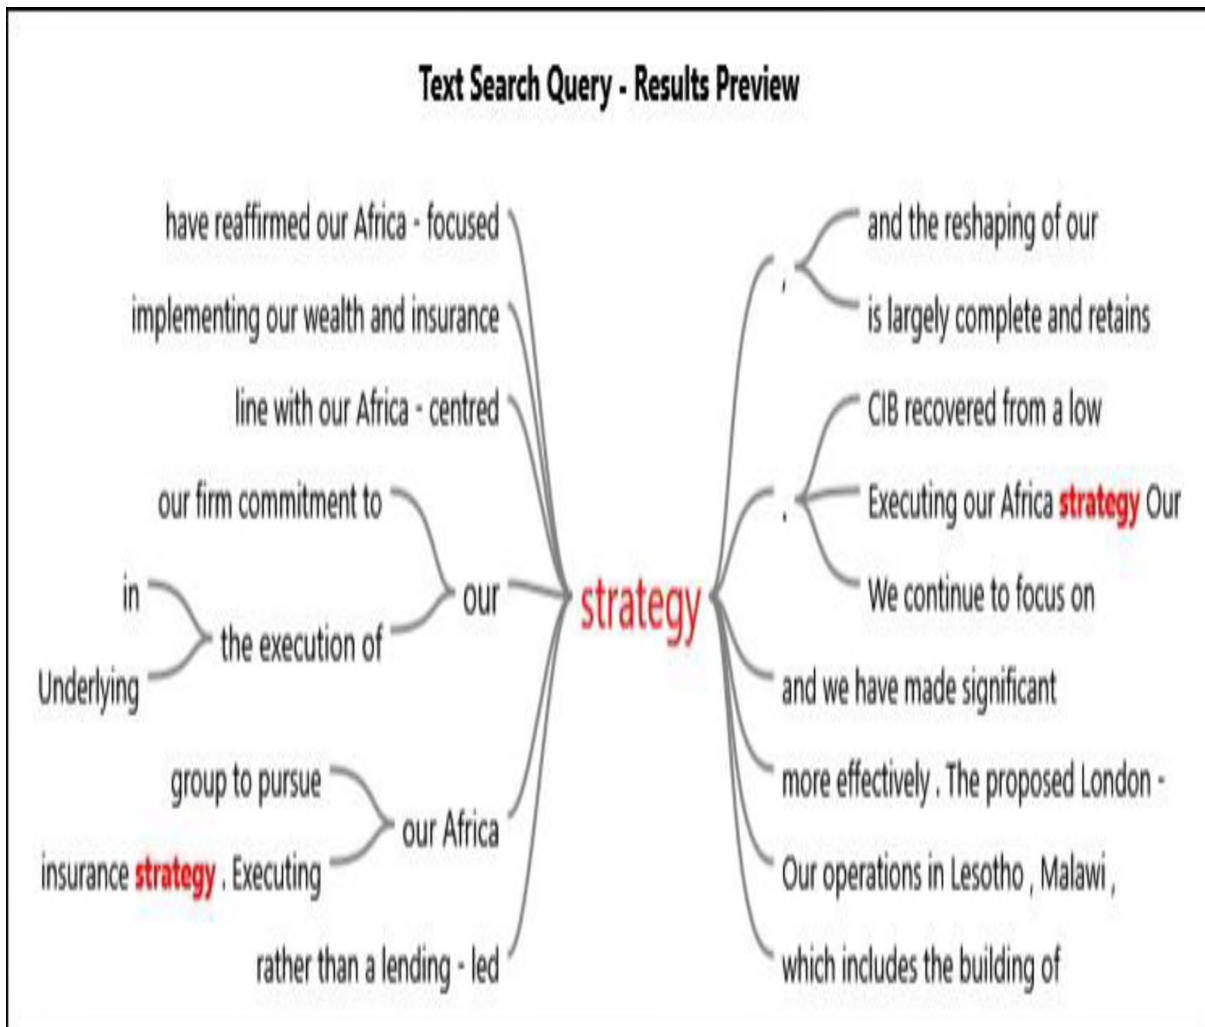 Text Search Query - Results Preview
have reaffirmed our Africa - focused
implementing our wealth and insurance
line with our Africa - centred
our firm commitment to
in
the execution of
Underlying
our
group to pursue
insurance strategy . Executing
our Africa
rather than a lending - led
strategy
,
and the reshaping of our
is largely complete and retains
.
CIB recovered from a low
Executing our Africa strategy Our
We continue to focus on
and we have made significant
more effectively . The proposed London -
Our operations in Lesotho , Malawi ,
which includes the building of